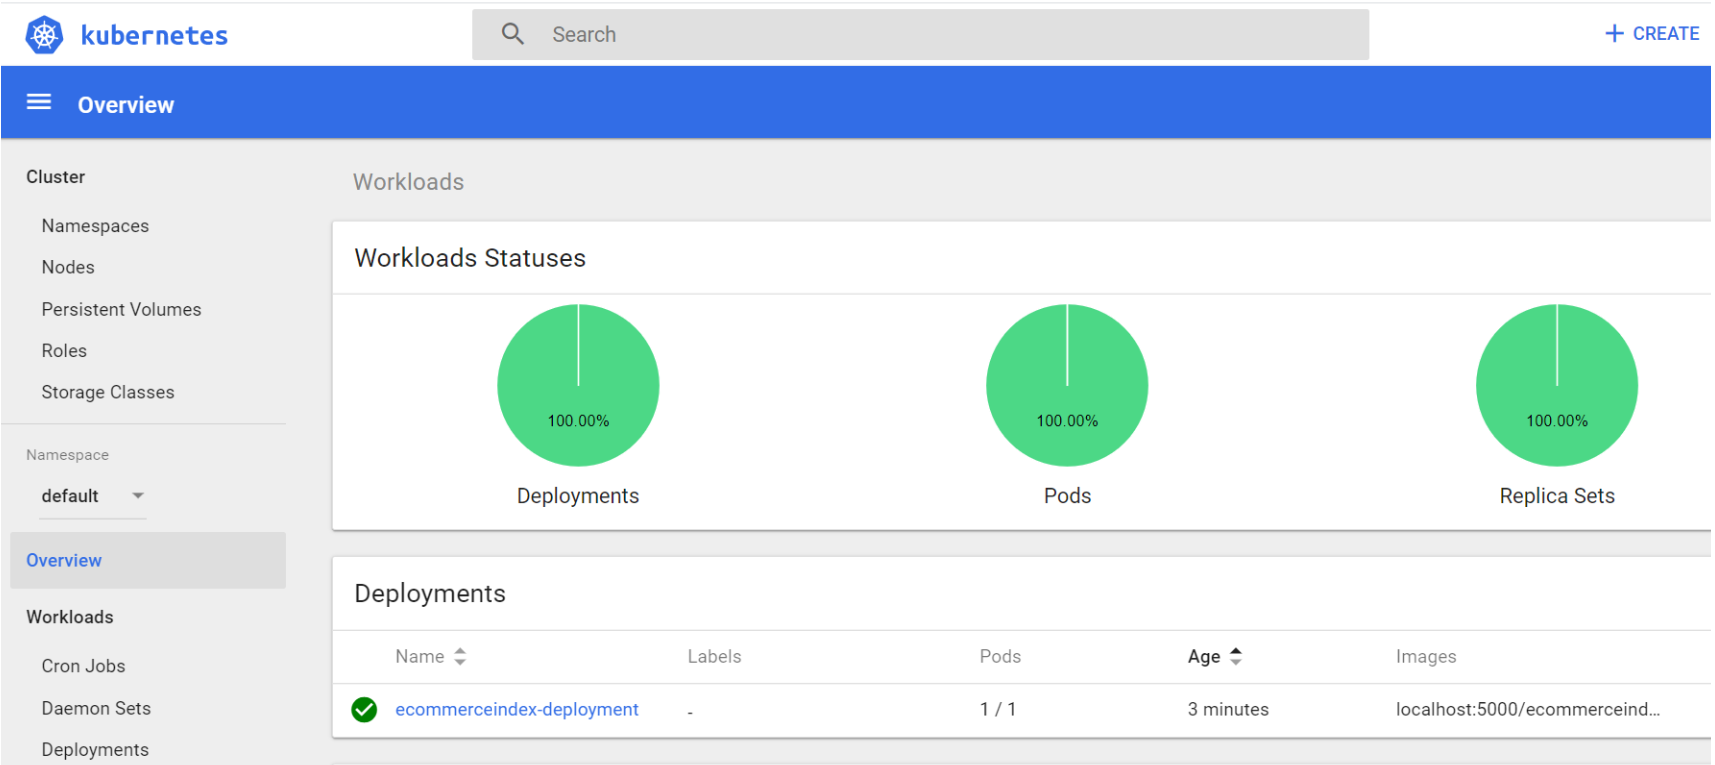 kubernetes
Search
+ CREATE
Overview
Cluster
Namespaces
Nodes
Persistent Volumes
Roles
Storage Classes
Namespace
default
Overview
Workloads
Cron Jobs
Daemon Sets
Deployments
Workloads
Workloads Statuses
100.00% 100.00% 100.00%
Deployments Pods Replica Sets
Deployments
Name Labels Pods Age Images
ecommerceindex-deployment - 1 / 1 3 minutes localhost:5000/ecommerceind...